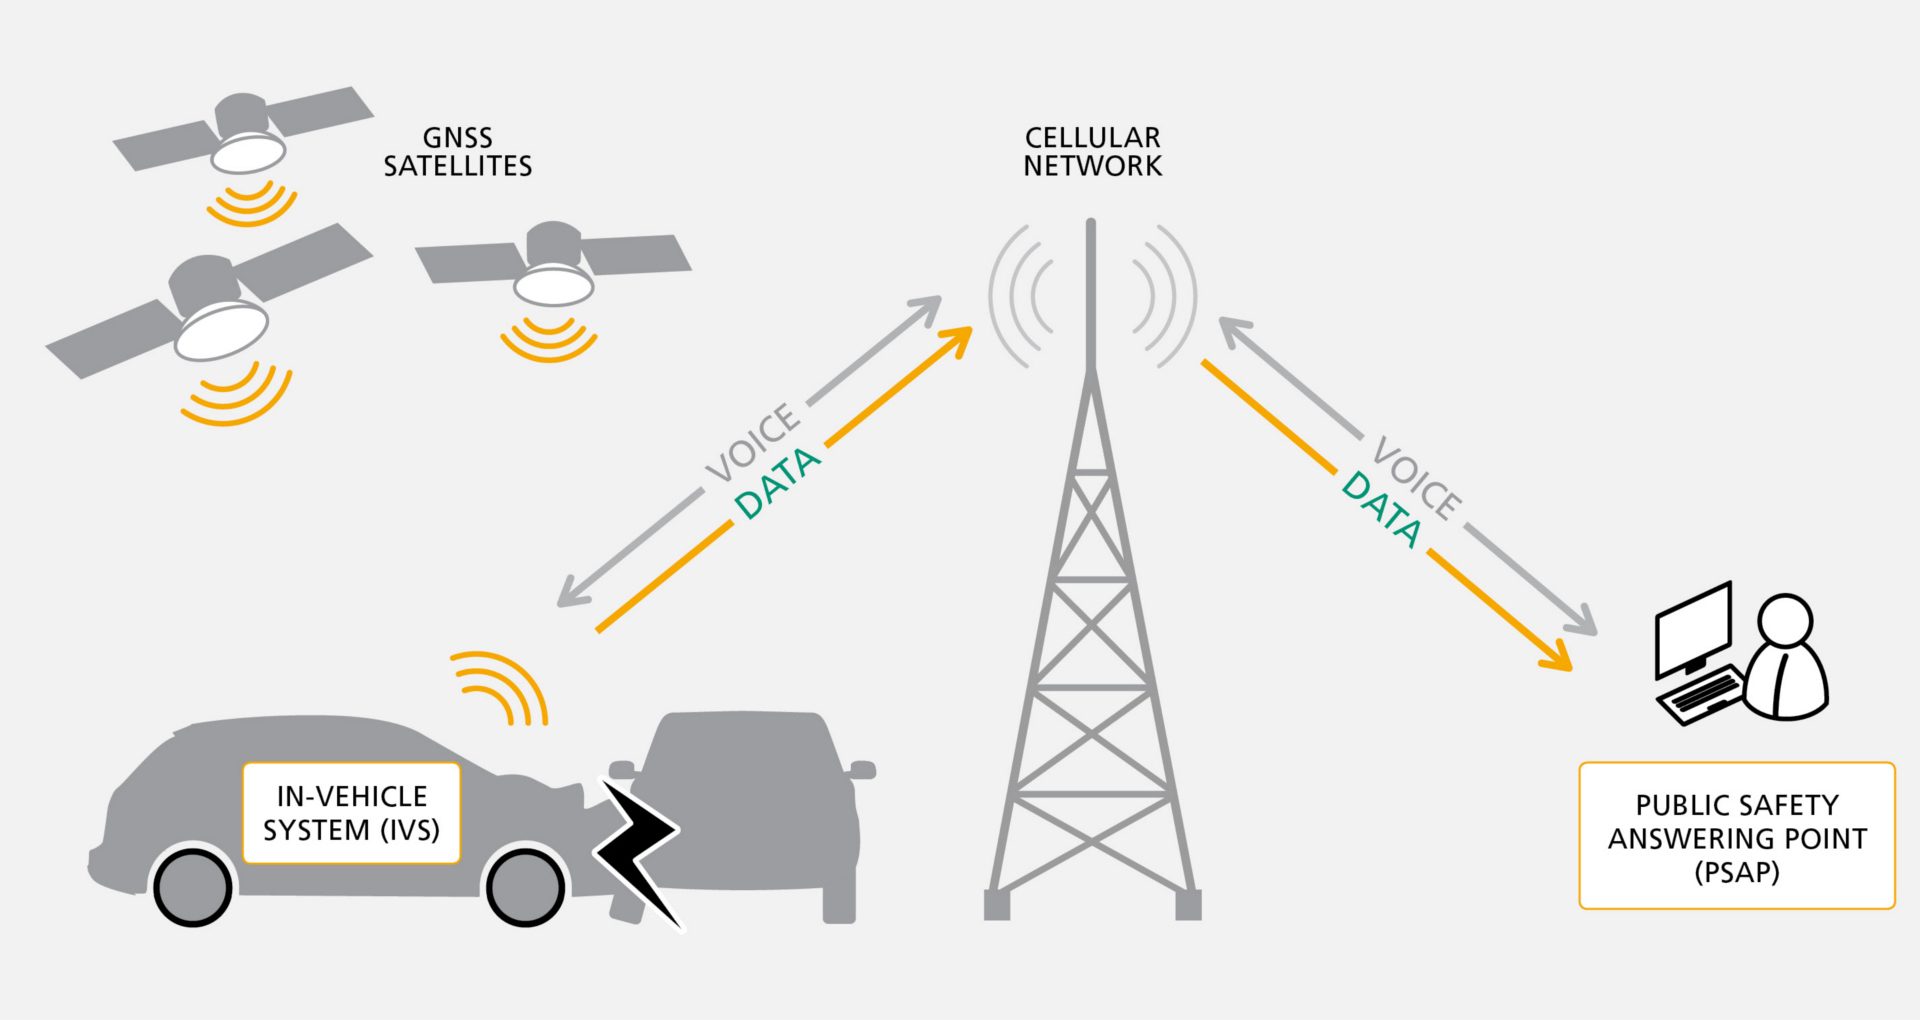 GNSS
SATELLITES
CELLULAR
NETWORK
VOICE
DATA
VOICE
DATA
IN-VEHICLE
SYSTEM (IVS)
PUBLIC SAFETY
ANSWERING POINT
(PSAP)